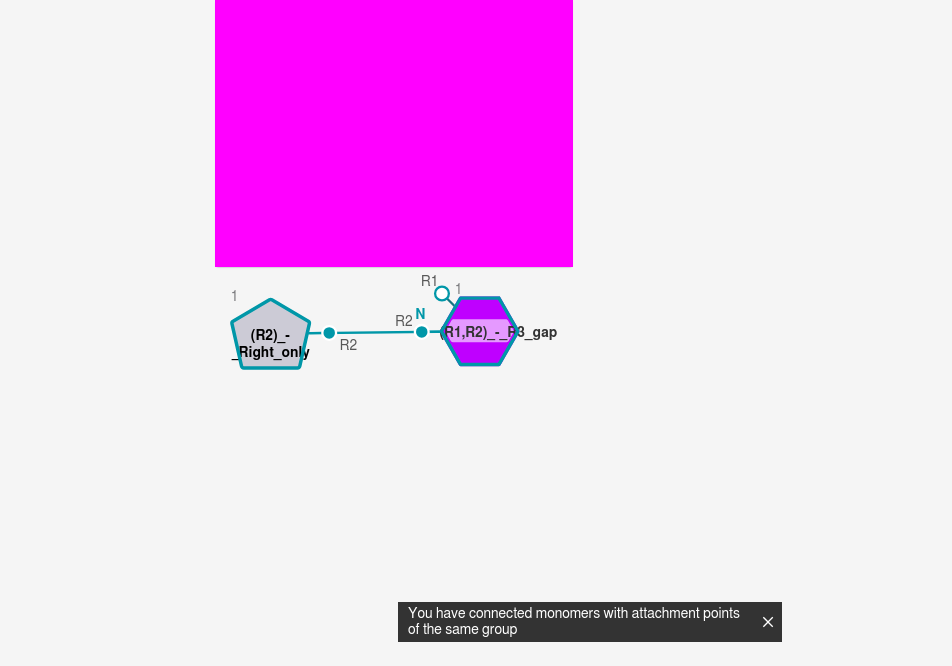 R1
1
1
N
R2
(R2)_-
_Right_only
R2
(R1,R2)_-_R3_gap
You have connected monomers with attachment points
of the same group